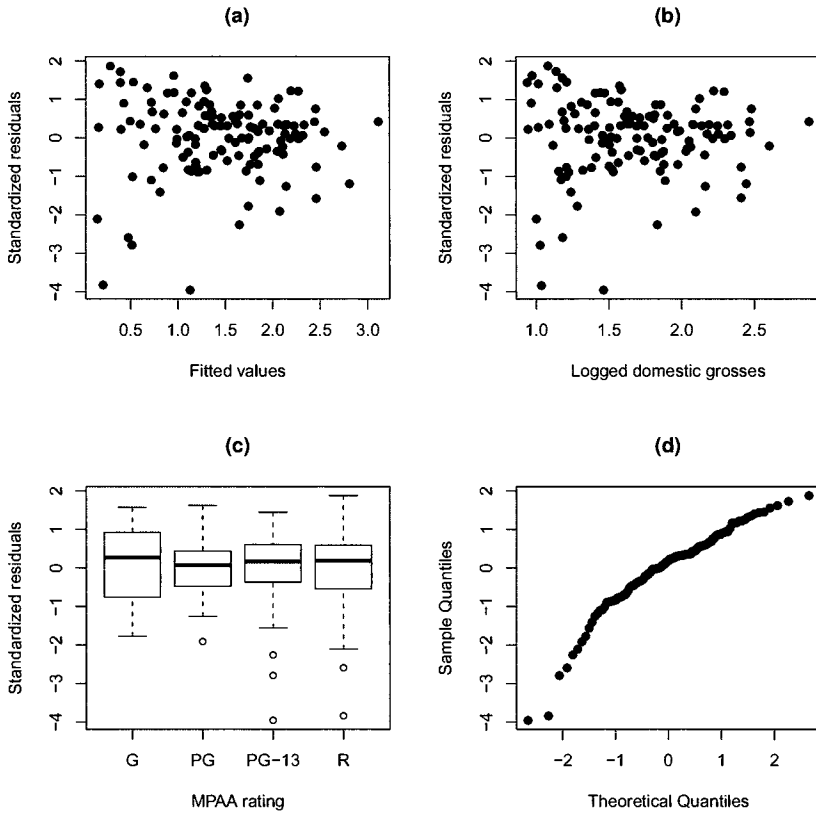 (a)
Standardized residuals
2
1
0
−1
−2
−3
−4
0.5 1.0 1.5 2.0 2.5 3.0
Fitted values
(b)
Standardized residuals
2
1
0
−1
−2
−3
−4
1.0 1.5 2.0 2.5
Logged domestic grosses
(c)
Standardized residuals
2
1
0
−1
−2
−3
−4
G PG PG−13 R
MPAA rating
(d)
Sample Quantiles
2
1
0
−1
−2
−3
−4
−2 −1 0 1 2
Theoretical Quantiles